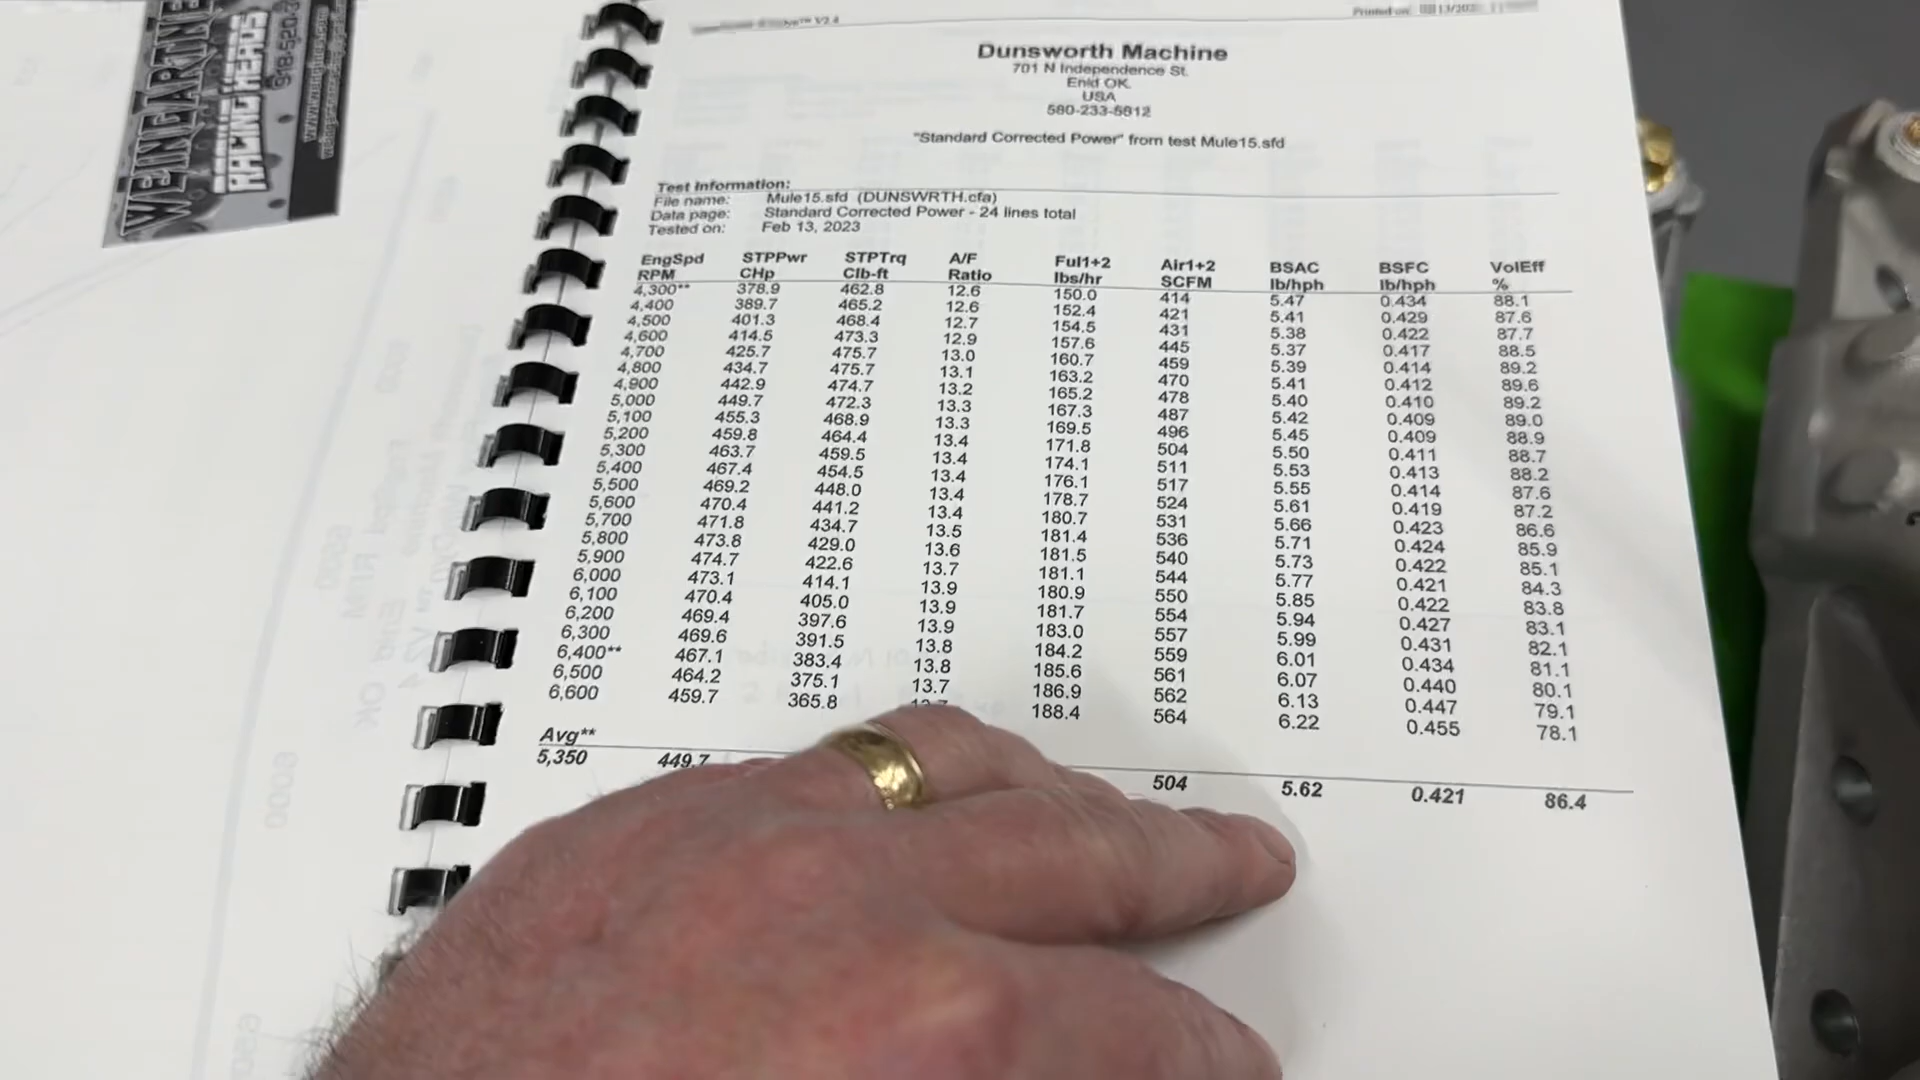 WEINGARTNER
RACING HEADS
V2.4
Printed on:
Dunsworth Machine
701 N Independence St.
Enid OK.
USA
580-233-5812
"Standard Corrected Power" from test Mule15.sfd
Test Information:
File name: Mule15.sfd (DUNSWRTH.cfa)
Data page: Standard Corrected Power - 24 lines total
Tested on: Feb 13, 2023
EngSpd STPPwr STPTrq A/F Ful1+2 Air1+2 BSAC BSFC VolEff
RPM CHp Clb-ft Ratio lbs/hr SCFM lb/hph lb/hph %
4,300** 378.9 462.8 12.6 150.0 414 5.47 0.434 88.1
4,400 389.7 465.2 12.6 152.4 421 5.41 0.429 87.6
4,500 401.3 468.4 12.7 154.5 431 5.38 0.422 87.7
4,600 414.5 473.3 12.9 157.6 445 5.37 0.417 88.5
4,700 425.7 475.7 13.0 160.7 459 5.39 0.414 89.2
4,800 434.7 475.7 13.1 163.2 470 5.41 0.412 89.6
4,900 442.9 474.7 13.2 165.2 478 5.40 0.410 89.2
5,000 449.7 472.3 13.3 167.3 487 5.42 0.409 89.0
5,100 455.3 468.9 13.3 169.5 496 5.45 0.409 88.9
5,200 459.8 464.4 13.4 171.8 504 5.50 0.411 88.7
5,300 463.7 459.5 13.4 174.1 511 5.53 0.413 88.2
5,400 467.4 454.5 13.4 176.1 517 5.55 0.414 87.6
5,500 469.2 448.0 13.4 178.7 524 5.61 0.419 87.2
5,600 470.4 441.2 13.4 180.7 531 5.66 0.423 86.6
5,700 471.8 434.7 13.5 181.4 536 5.71 0.424 85.9
5,800 473.8 429.0 13.6 181.5 540 5.73 0.422 85.1
5,900 474.7 422.6 13.7 181.1 544 5.77 0.421 84.3
6,000 473.1 414.1 13.9 180.9 550 5.85 0.422 83.8
6,100 470.4 405.0 13.9 181.7 554 5.94 0.427 83.1
6,200 469.4 397.6 13.9 183.0 557 5.99 0.431 82.1
6,300 469.6 391.5 13.8 184.2 559 6.01 0.434 81.1
6,400** 467.1 383.4 13.8 185.6 561 6.07 0.440 80.1
6,500 464.2 375.1 13.7 186.9 562 6.13 0.447 79.1
6,600 459.7 365.8 188.4 564 6.22 0.455 78.1
Avg**
5,350 449.7 504 5.62 0.421 86.4